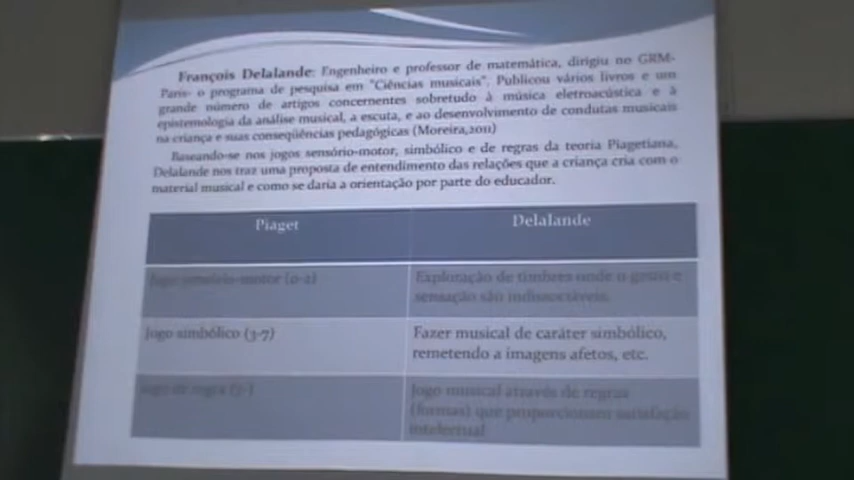 François Delalande: Engenheiro e professor de matemática, dirigiu no GRM-
Paris- o programa de pesquisa em "Ciências musicais". Publicou vários livros e um
grande número de artigos concernentes sobretudo à música eletroacústica e à
epistemologia da análise musical, a escuta, e ao desenvolvimento de condutas musicais
na criança e suas conseqüências pedagógicas (Moreira,2011)
Baseando-se nos jogos sensório-motor, simbólico e de regras da teoria Piagetiana,
Delalande nos traz uma proposta de entendimento das relações que a criança cria com o
material musical e como se daria a orientação por parte do educador.
Piaget
Delalande
Jogo sensório-motor (0-2)
Exploração de timbres onde o gesto e
sensação são indissociáveis.
Jogo simbólico (3-7)
Fazer musical de caráter simbólico,
remetendo a imagens afetos, etc.
Jogo de regra
Jogo musical através de regras
(formas) que proporcionam satisfação
intelectual